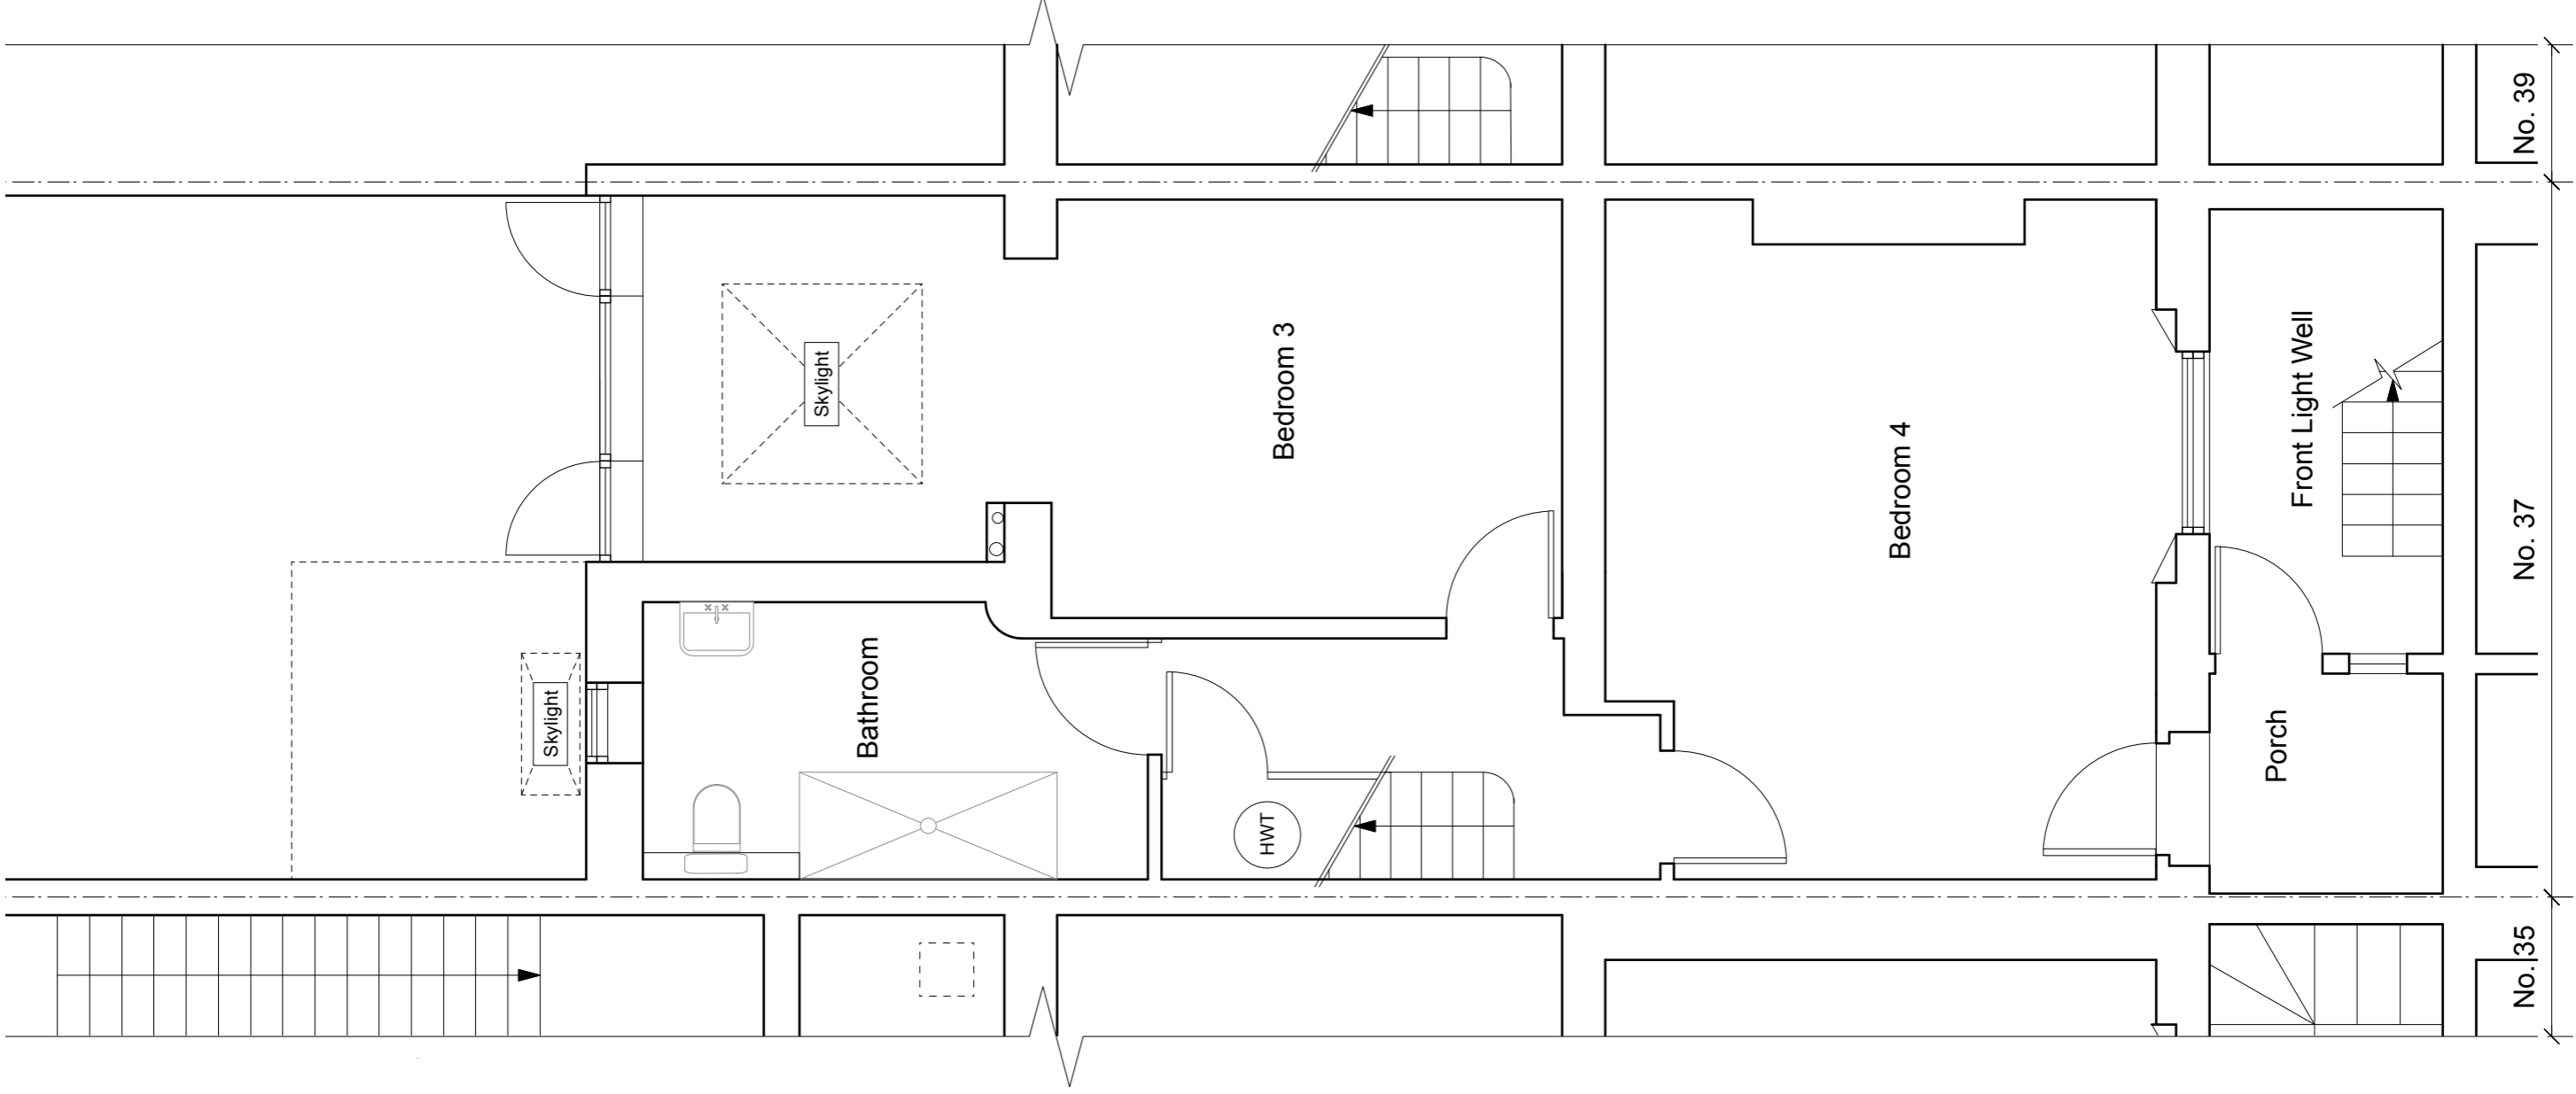 No. 39
Skylight
Bedroom 3
Bedroom 4
Front Light Well
No. 37
Skylight
Bathroom
Porch
HWT
No. 35